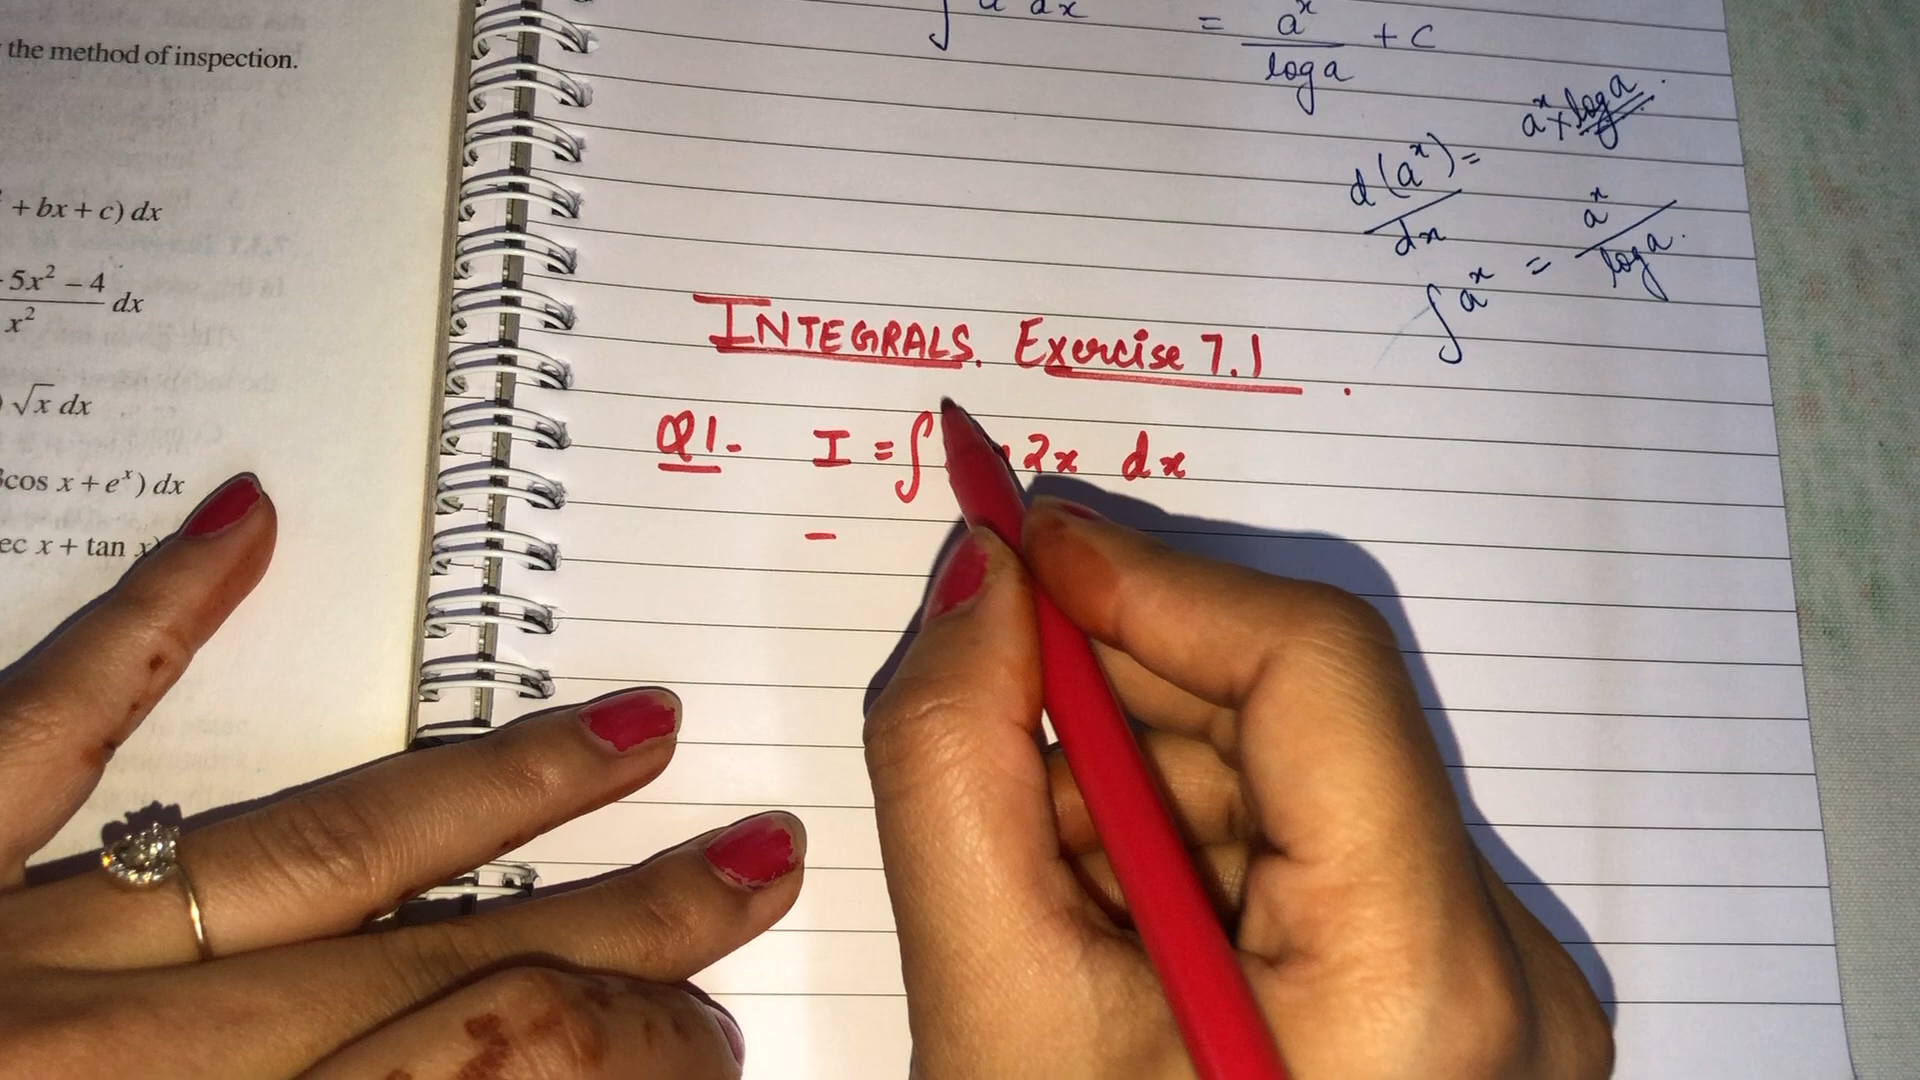 the method of inspection.
+ bx + c) dx
5x² – 4
x²
dx
√x dx
cos x + eˣ) dx
ec x + tan x)
∫ a dx = aˣ/log a + c
aˣ × log a.
d(aˣ)/dx =
∫ aˣ = aˣ/log a.
INTEGRALS. Exercise 7.1 .
Q1- I = ∫ 2x dx
-